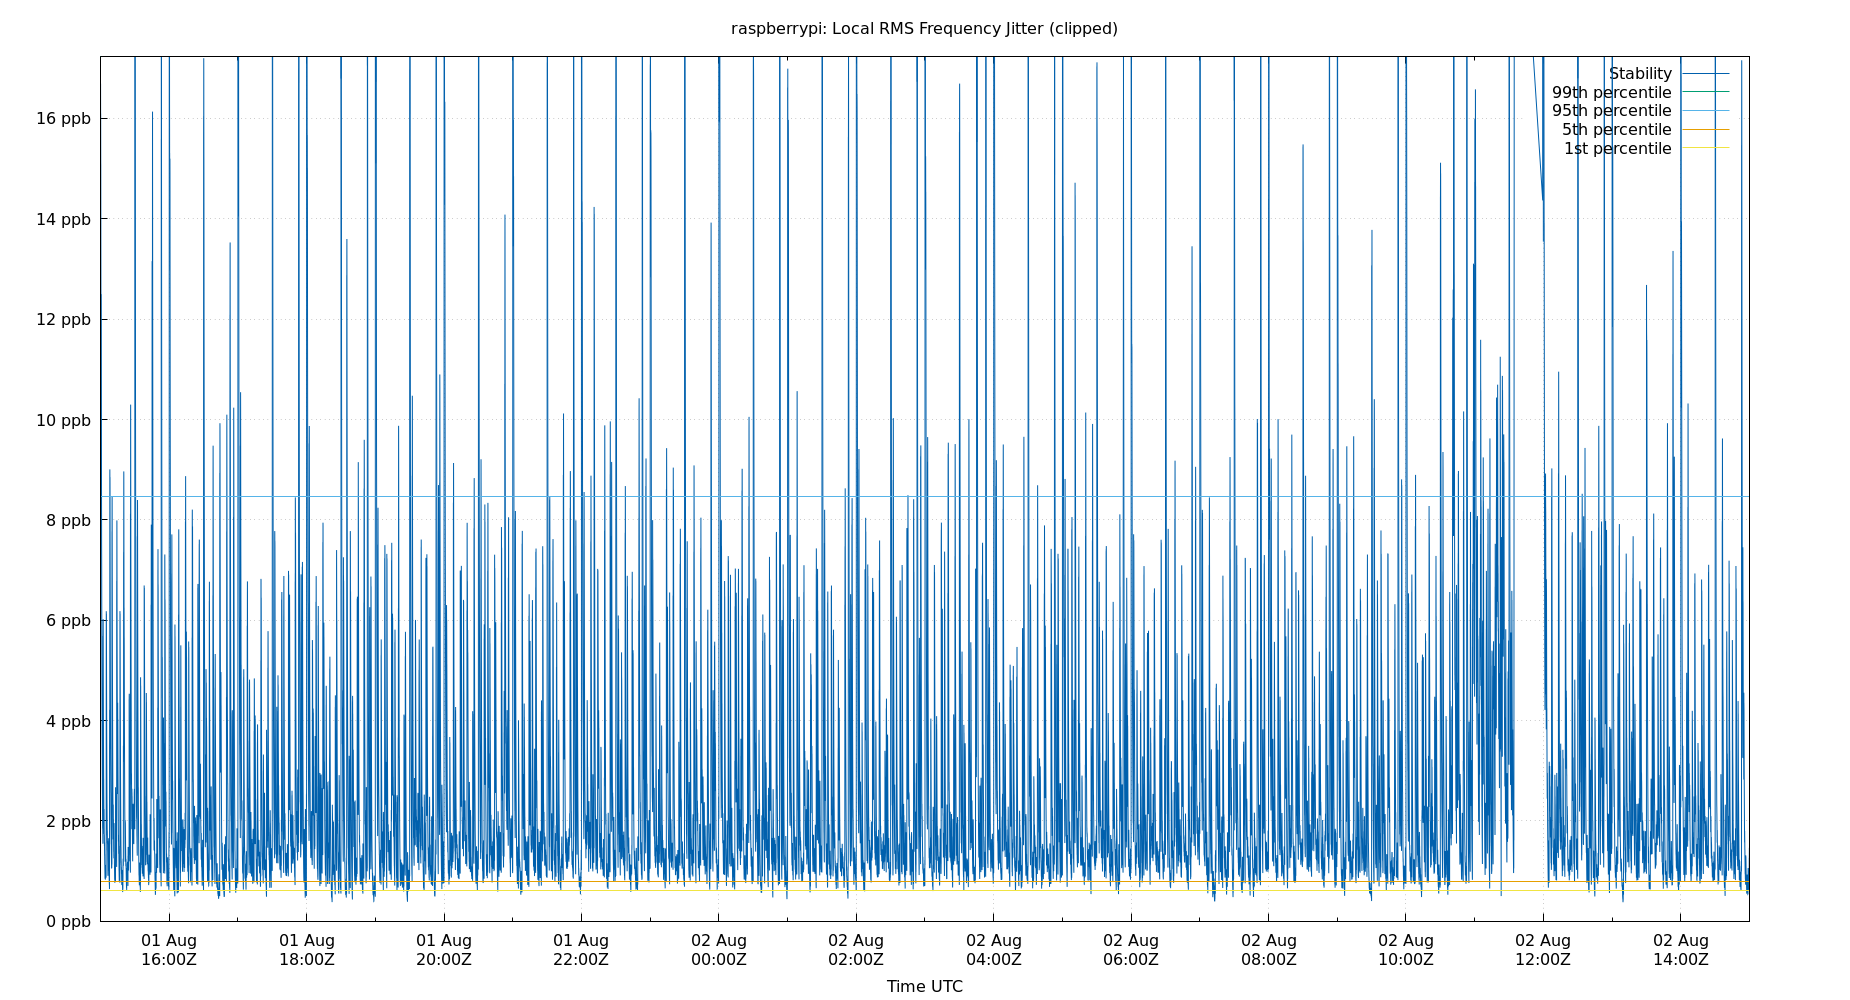 raspberrypi: Local RMS Frequency Jitter (clipped)
Stability
99th percentile
95th percentile
5th percentile
1st percentile
16 ppb
14 ppb
12 ppb
10 ppb
8 ppb
6 ppb
4 ppb
2 ppb
0 ppb
01 Aug 01 Aug 01 Aug 01 Aug 02 Aug 02 Aug 02 Aug 02 Aug 02 Aug 02 Aug 02 Aug 02 Aug
16:00Z 18:00Z 20:00Z 22:00Z 00:00Z 02:00Z 04:00Z 06:00Z 08:00Z 10:00Z 12:00Z 14:00Z
Time UTC